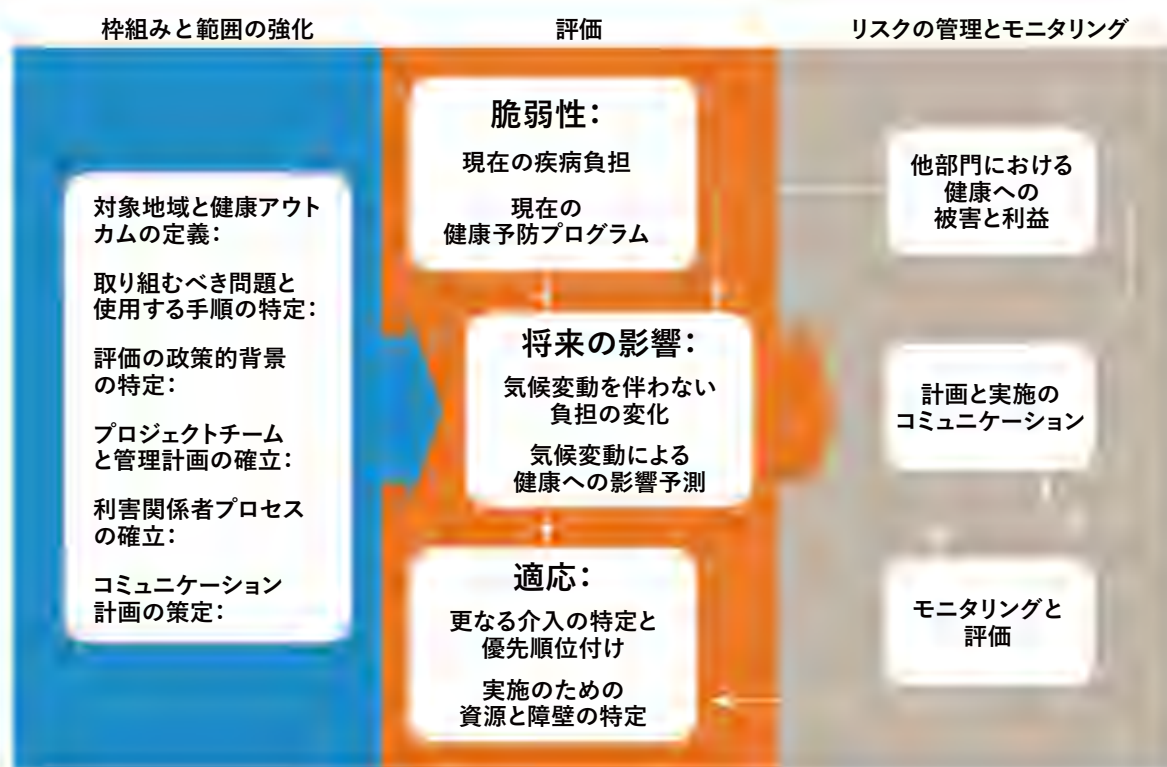 枠組みと範囲の強化
評価
リスクの管理とモニタリング
対象地域と健康アウト
カムの定義：
取り組むべき問題と
使用する手順の特定：
評価の政策的背景
の特定：
プロジェクトチーム
と管理計画の確立：
利害関係者プロセス
の確立：
コミュニケーション
計画の策定：
脆弱性：
現在の疾病負担
現在の
健康予防プログラム
将来の影響：
気候変動を伴わない
負担の変化
気候変動による
健康への影響予測
適応：
更なる介入の特定と
優先順位付け
実施のための
資源と障壁の特定
他部門における
健康への
被害と利益
計画と実施の
コミュニケーション
モニタリングと
評価